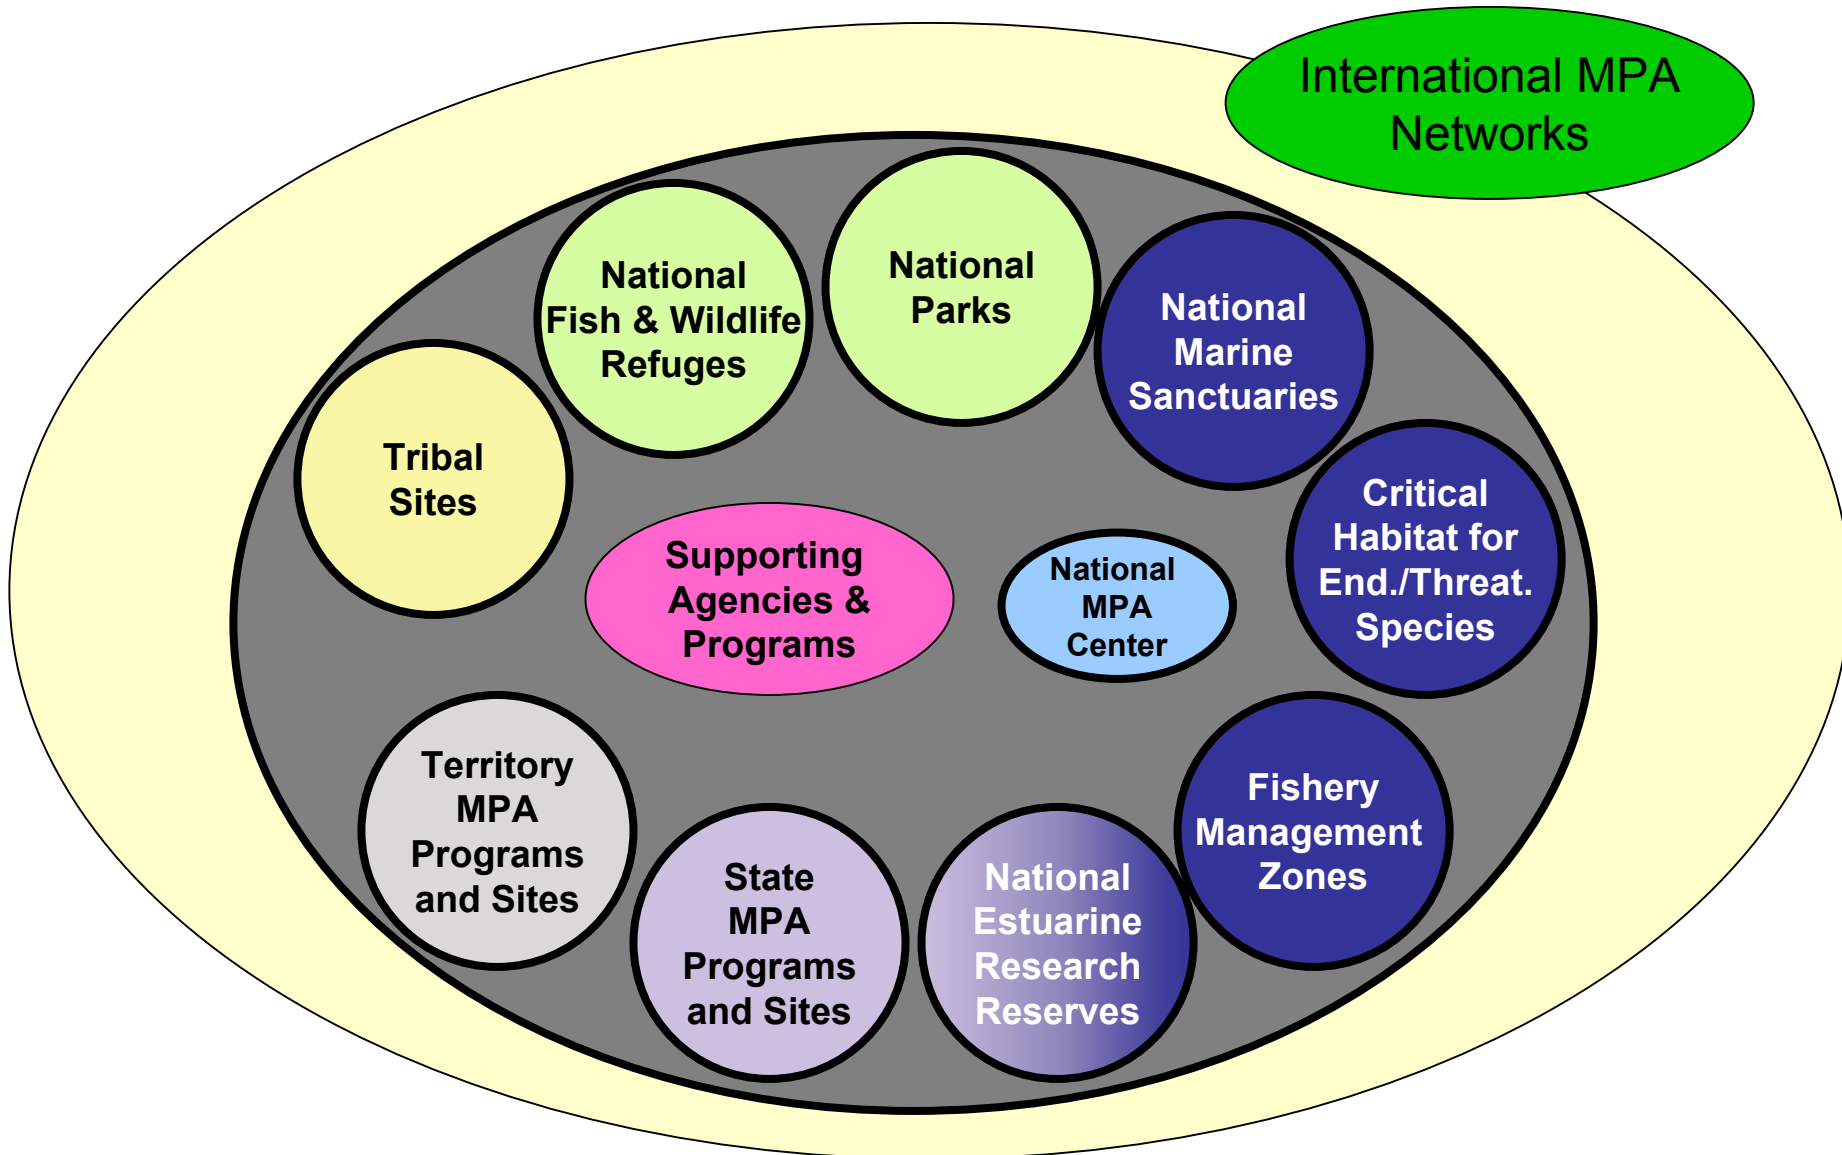 International MPA
Networks
National
Fish & Wildlife
Refuges
National
Parks
National
Marine
Sanctuaries
Tribal
Sites
Critical
Habitat for
End./Threat.
Species
Supporting
Agencies &
Programs
National
MPA
Center
Territory
MPA
Programs
and Sites
State
MPA
Programs
and Sites
National
Estuarine
Research
Reserves
Fishery
Management
Zones